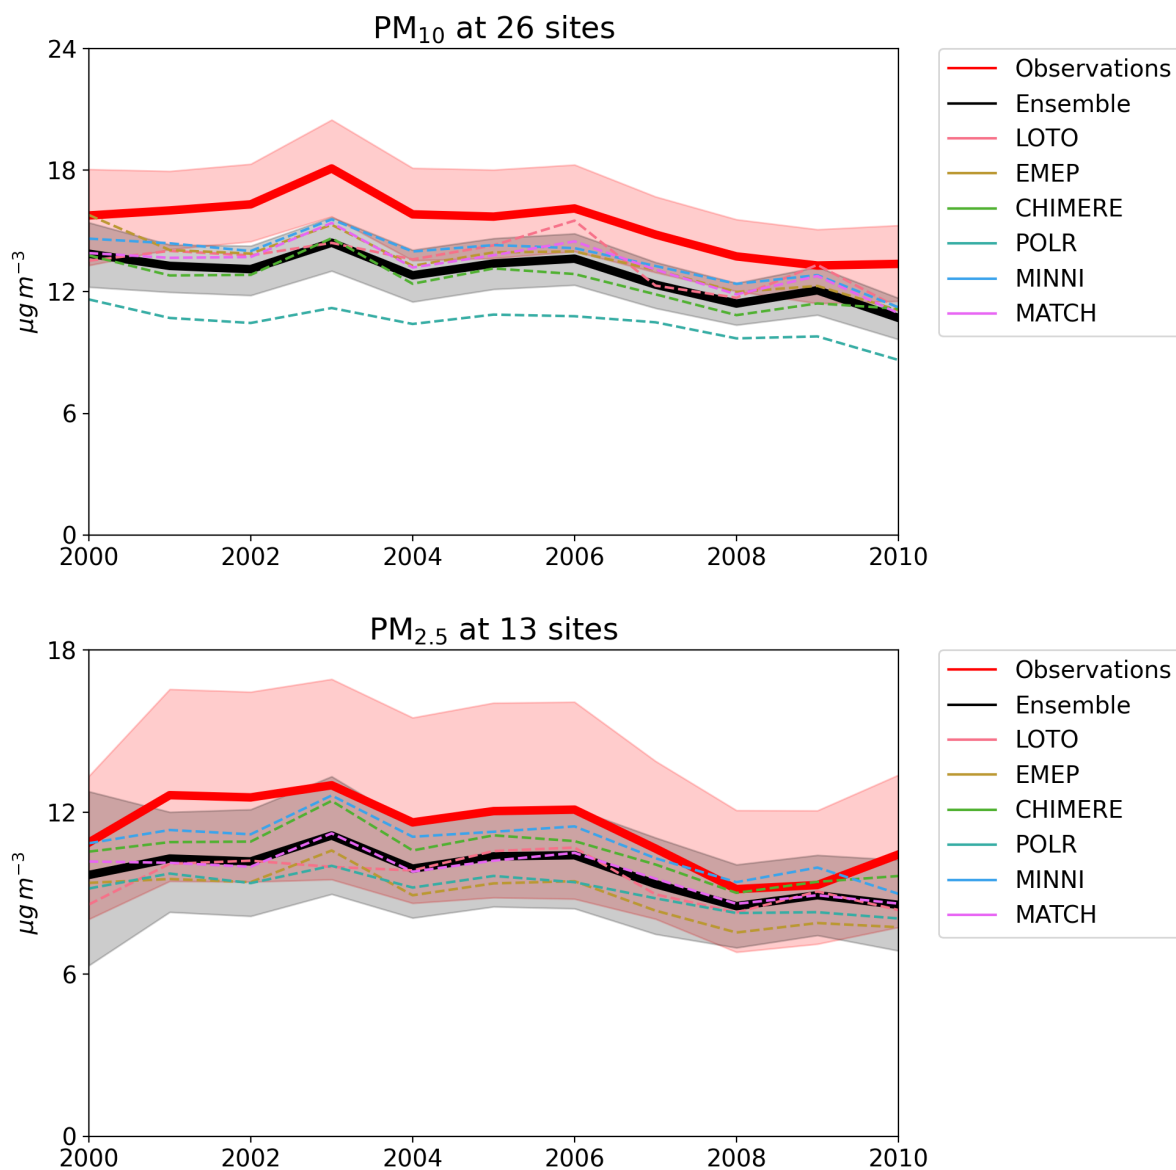 PM₁₀ at 26 sites
24
18
12
6
0
μg m⁻³
2000 2002 2004 2006 2008 2010
Observations
Ensemble
LOTO
EMEP
CHIMERE
POLR
MINNI
MATCH
PM₂.₅ at 13 sites
18
12
6
0
μg m⁻³
2000 2002 2004 2006 2008 2010
Observations
Ensemble
LOTO
EMEP
CHIMERE
POLR
MINNI
MATCH